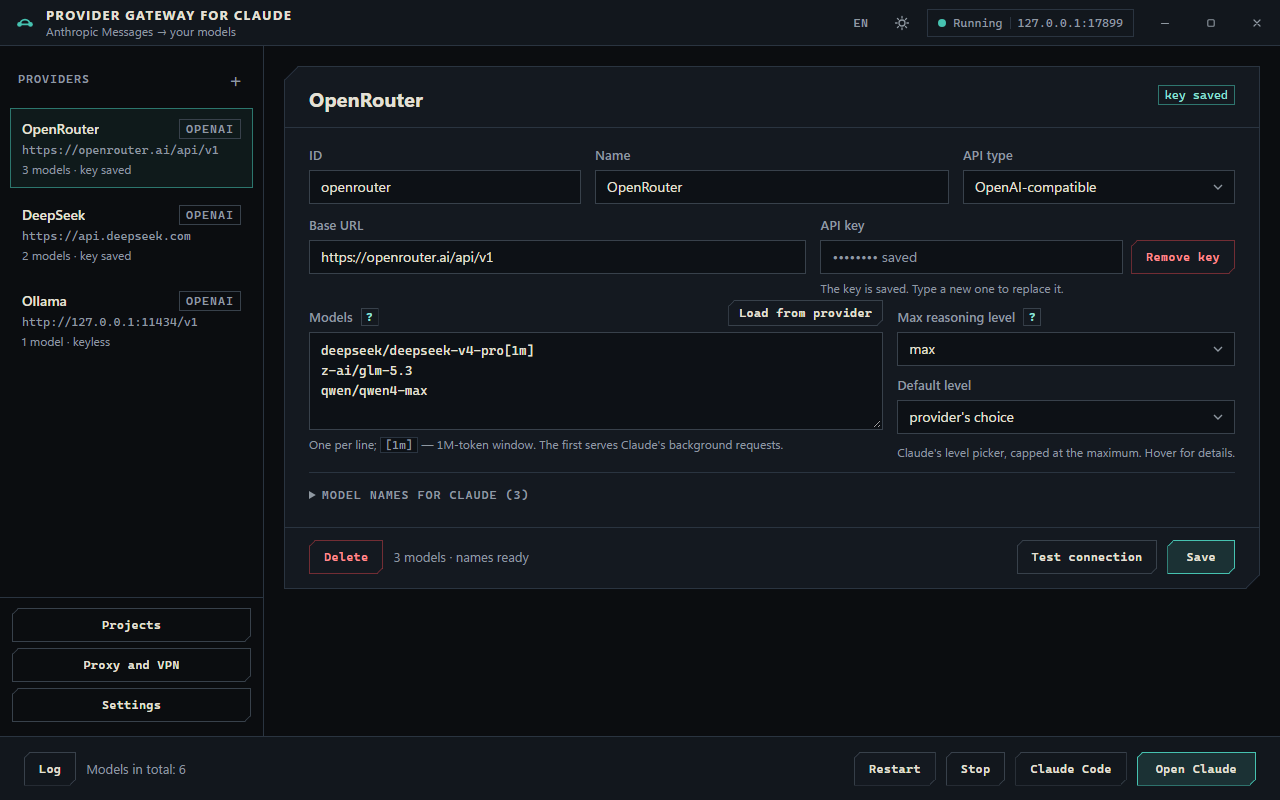 PROVIDER GATEWAY FOR CLAUDE
Anthropic Messages → your models
EN
Running 127.0.0.1:17899
PROVIDERS +
OpenRouter OPENAI
https://openrouter.ai/api/v1
3 models · key saved
DeepSeek OPENAI
https://api.deepseek.com
2 models · key saved
Ollama OPENAI
http://127.0.0.1:11434/v1
1 model · keyless
Projects
Proxy and VPN
Settings
OpenRouter key saved
ID Name API type
openrouter OpenRouter OpenAI-compatible
Base URL API key
https://openrouter.ai/api/v1 •••••••• saved Remove key
The key is saved. Type a new one to replace it.
Models ? Load from provider
deepseek/deepseek-v4-pro[1m]
z-ai/glm-5.3
qwen/qwen4-max
One per line; [1m] — 1M-token window. The first serves Claude's background requests.
Max reasoning level ?
max
Default level
provider's choice
Claude's level picker, capped at the maximum. Hover for details.
MODEL NAMES FOR CLAUDE (3)
Delete 3 models · names ready Test connection Save
Log Models in total: 6 Restart Stop Claude Code Open Claude